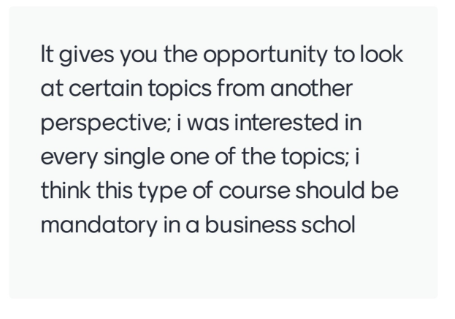 It gives you the opportunity to look
at certain topics from another
perspective; i was interested in
every single one of the topics; i
think this type of course should be
mandatory in a business schol